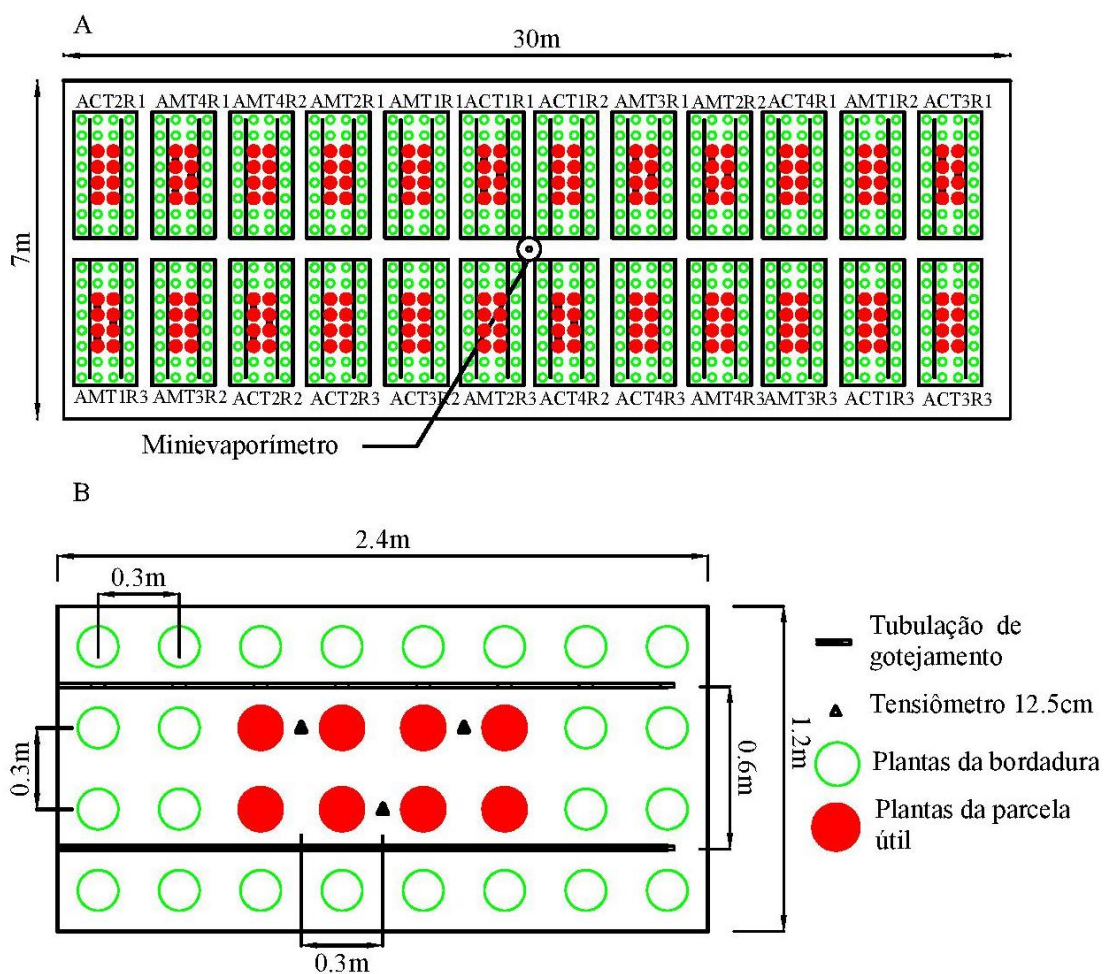 A
30m
7m
ACT2R1 AMT4R1 AMT4R2 AMT2R1 AMT1R1 ACT1R1 ACT1R2 AMT3R1 AMT2R2 ACT4R1 AMT1R2 ACT3R1
AMT1R3 AMT3R2 ACT2R2 ACT2R3 ACT3R2 AMT2R3 ACT4R2 ACT4R3 AMT4R3 AMT3R3 ACT1R3 ACT3R3
Minievaporímetro
B
2.4m
0.3m
0.3m
0.3m
0.6m
1.2m
Tubulação de
gotejamento
Tensiômetro 12.5cm
Plantas da bordadura
Plantas da parcela
útil